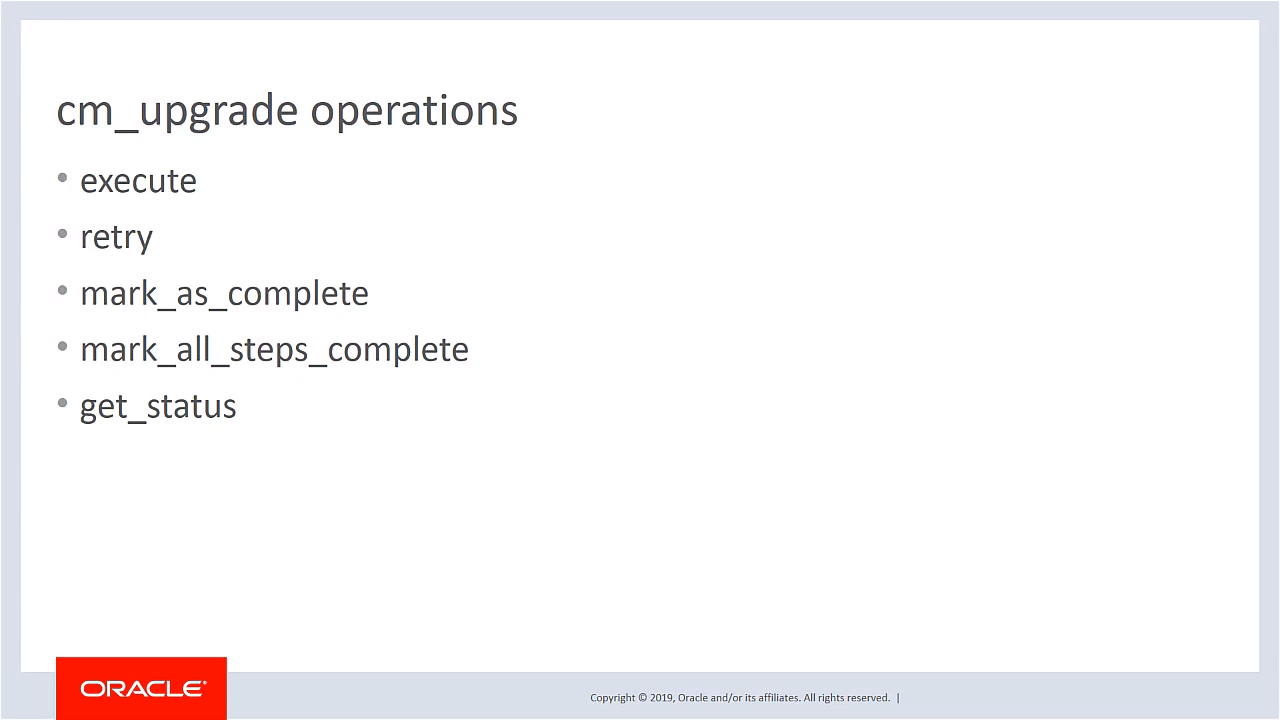 cm_upgrade operations
• execute
• retry
• mark_as_complete
• mark_all_steps_complete
• get_status
ORACLE®
Copyright © 2019, Oracle and/or its affiliates. All rights reserved. |